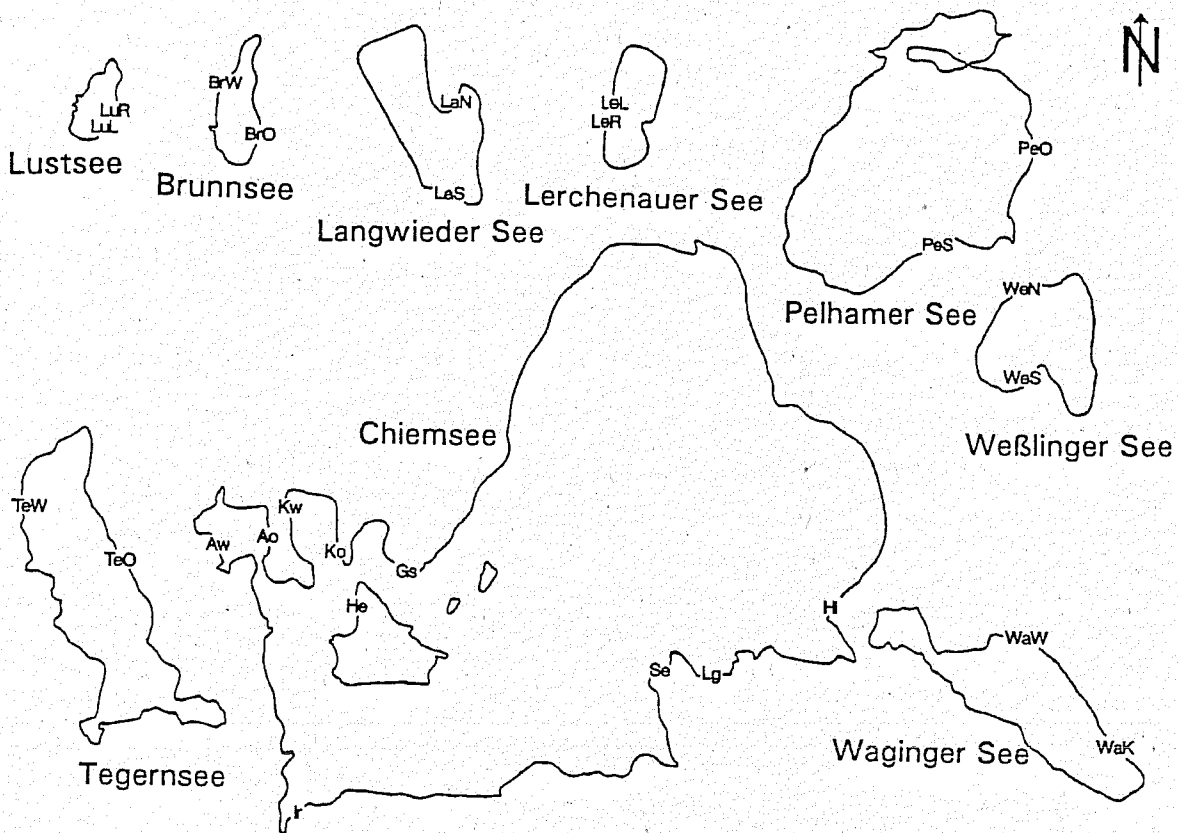 N
BrW
LuR
LuL
BrO
Lustsee
Brunnsee
LaN
LaS
Langwieder See
LeL
LeR
Lerchenauer See
PeO
PeS
Pelhamer See
WeN
WeS
Weßlinger See
Chiemsee
TeW
TeO
Tegernsee
Aw
Ao
Kw
Ko
Gs
He
H
Se
Lg
Ir
WaW
WaK
Waginger See